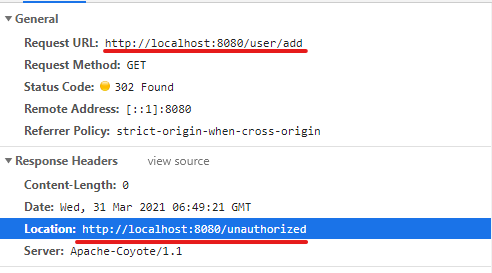 General
Request URL: http://localhost:8080/user/add
Request Method: GET
Status Code: 302 Found
Remote Address: [::1]:8080
Referrer Policy: strict-origin-when-cross-origin
Response Headers view source
Content-Length: 0
Date: Wed, 31 Mar 2021 06:49:21 GMT
Location: http://localhost:8080/unauthorized
Server: Apache-Coyote/1.1